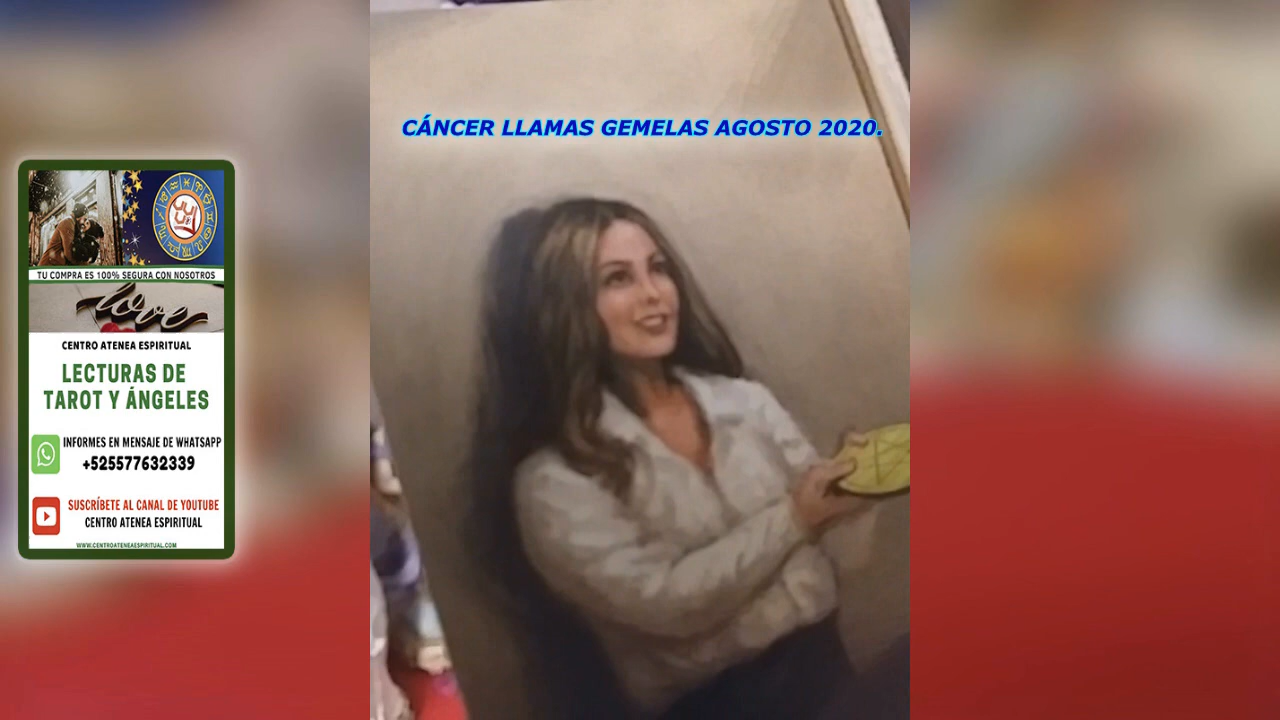 CÁNCER LLAMAS GEMELAS AGOSTO 2020.
TU COMPRA ES 100% SEGURA CON NOSOTROS
love
CENTRO ATENEA ESPIRITUAL
LECTURAS DE
TAROT Y ÁNGELES
INFORMES EN MENSAJE DE WHATSAPP
+525577632339
SUSCRÍBETE AL CANAL DE YOUTUBE
CENTRO ATENEA ESPIRITUAL
WWW.CENTROATENEAESPIRITUAL.COM